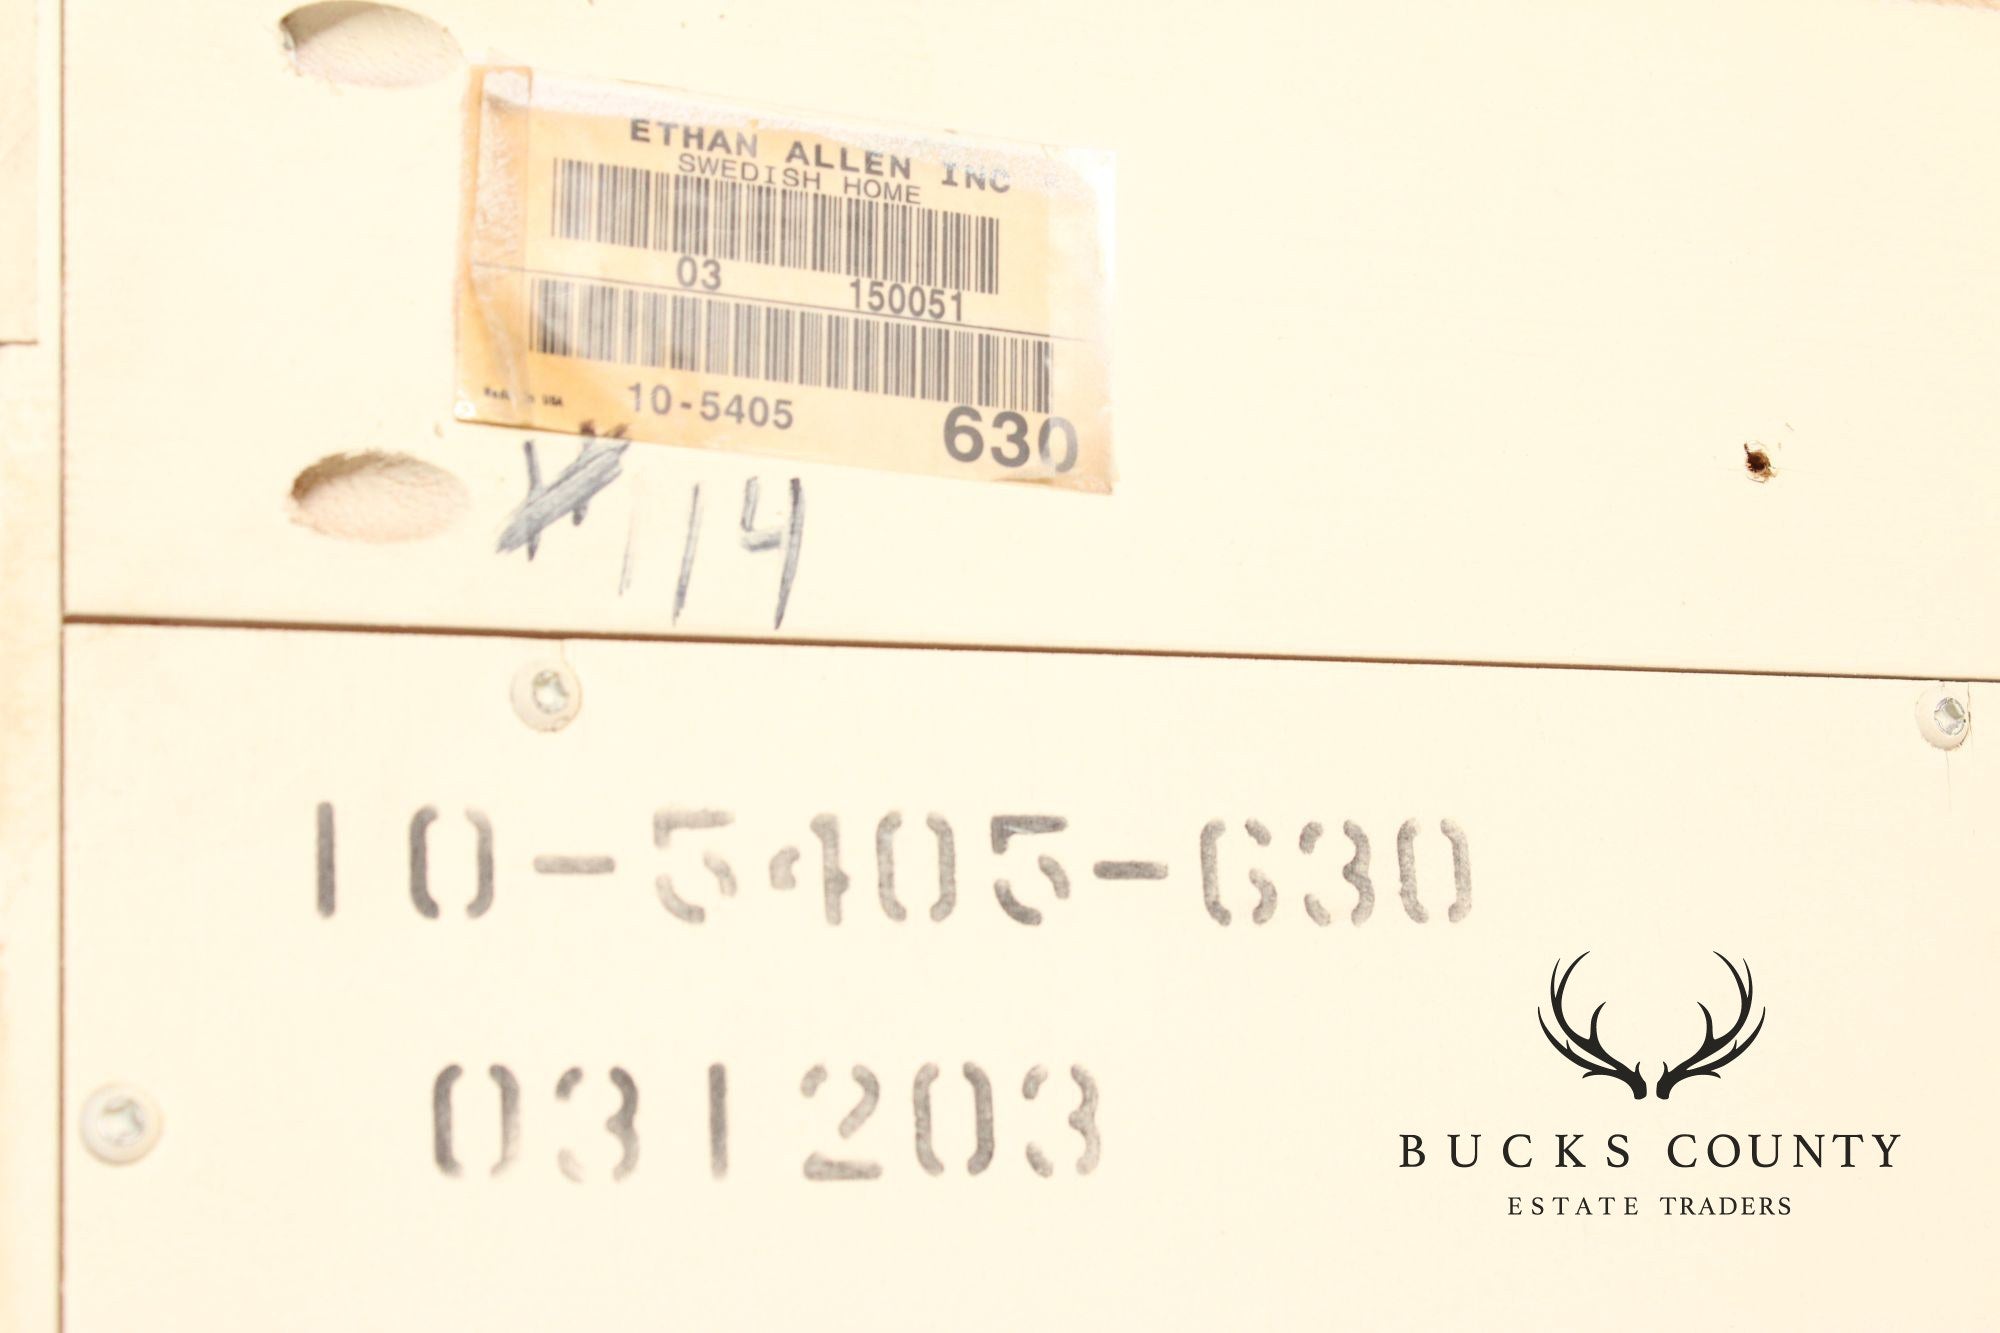 ETHAN ALLEN INC
SWEDISH HOME
03 150051
10-5405 630
114
10-5405-630
031203
BUCKS COUNTY
ESTATE TRADERS